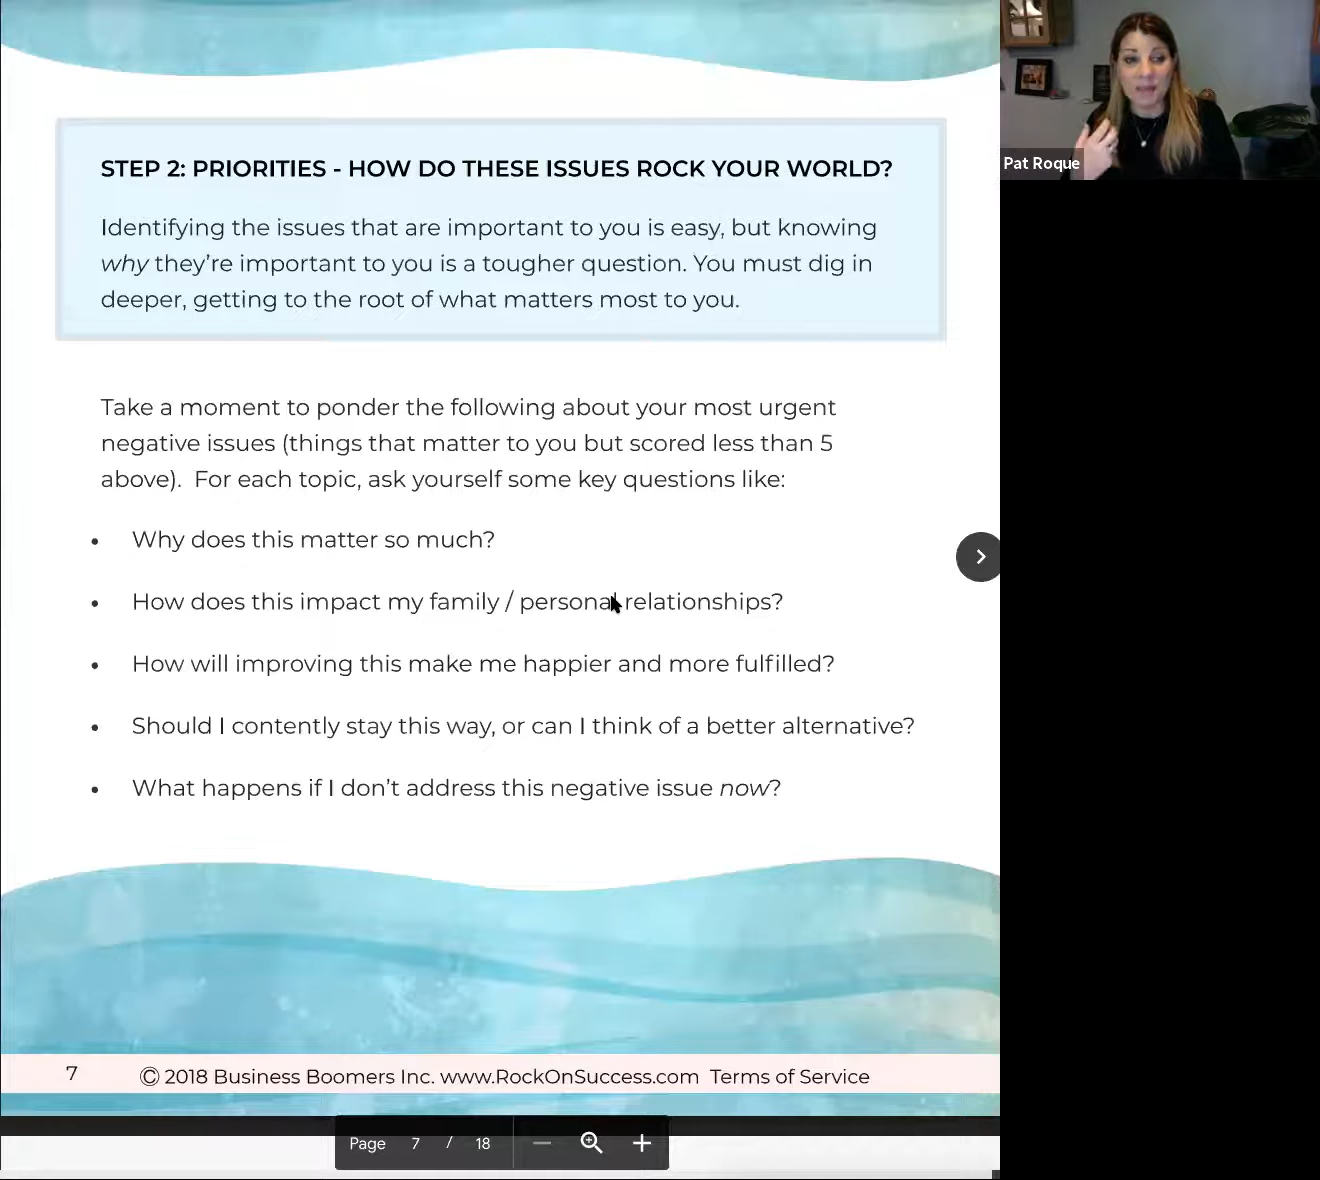 STEP 2: PRIORITIES - HOW DO THESE ISSUES ROCK YOUR WORLD?
Identifying the issues that are important to you is easy, but knowing
why they’re important to you is a tougher question. You must dig in
deeper, getting to the root of what matters most to you.
Take a moment to ponder the following about your most urgent
negative issues (things that matter to you but scored less than 5
above).  For each topic, ask yourself some key questions like:
• Why does this matter so much?
• How does this impact my family / personal relationships?
• How will improving this make me happier and more fulfilled?
• Should I contently stay this way, or can I think of a better alternative?
• What happens if I don’t address this negative issue now?
7 © 2018 Business Boomers Inc. www.RockOnSuccess.com  Terms of Service
Page 7 / 18
Pat Roque